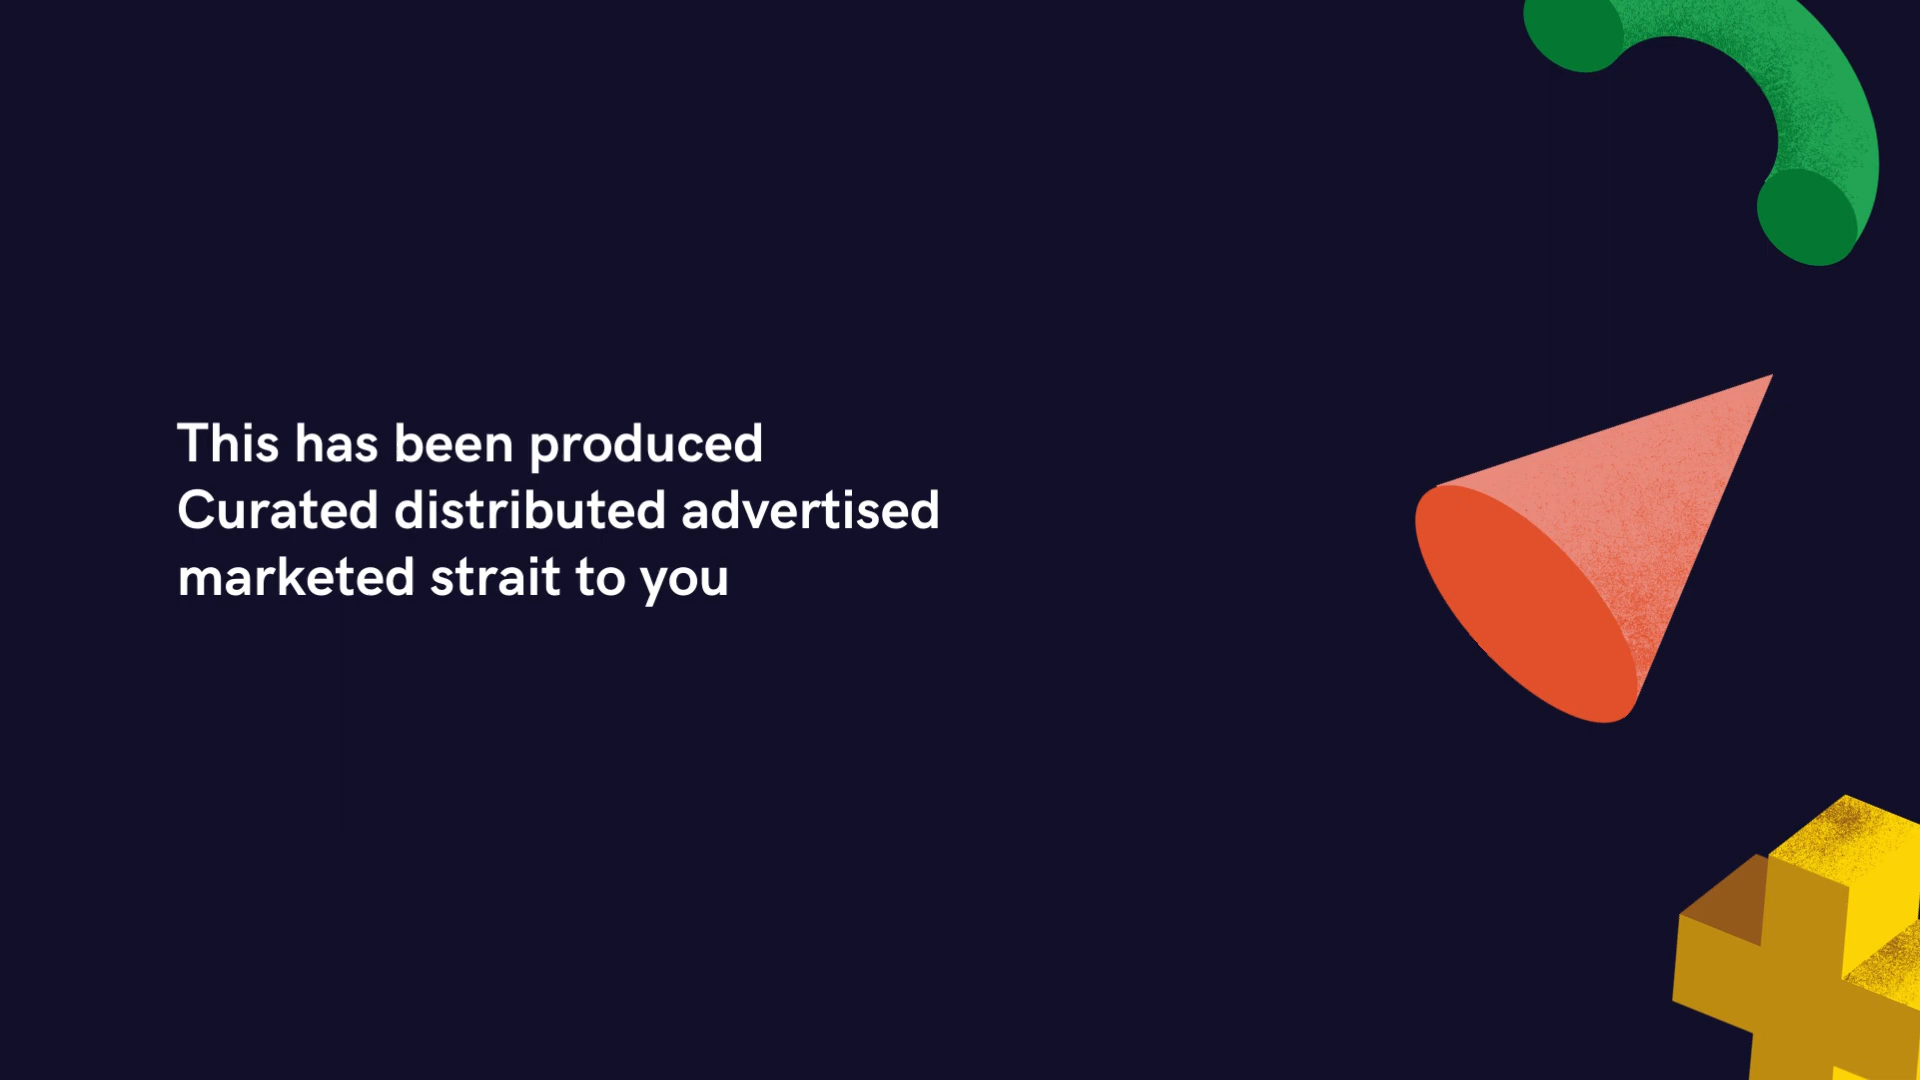 This has been produced
Curated distributed advertised
marketed strait to you